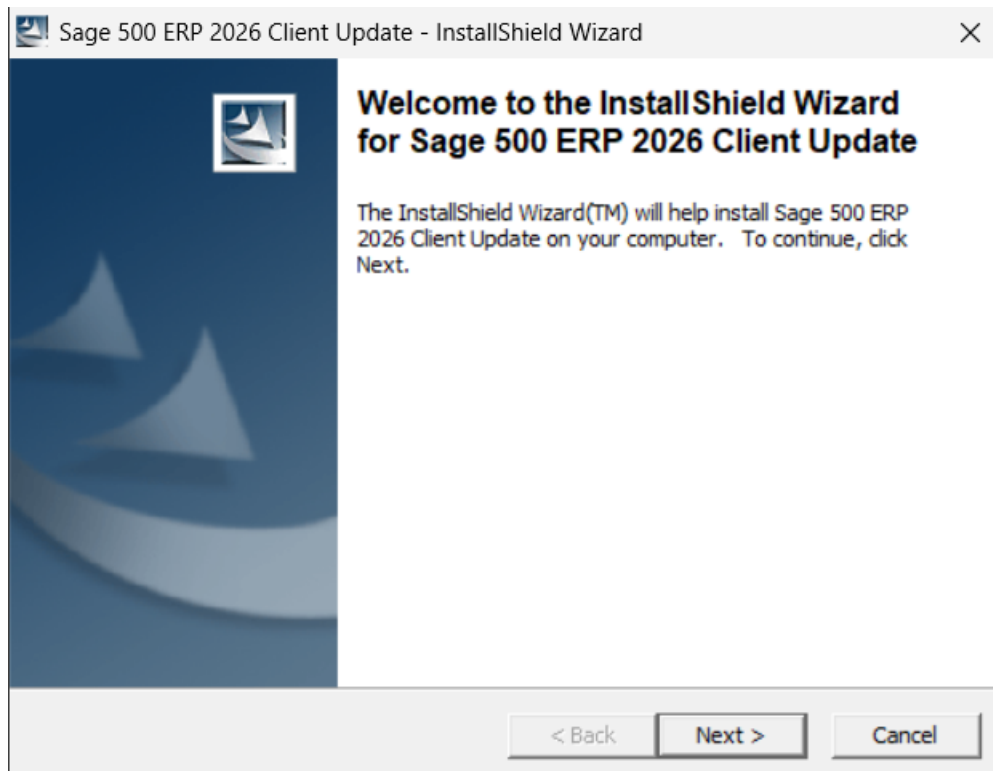 Sage 500 ERP 2026 Client Update - InstallShield Wizard
Welcome to the InstallShield Wizard
for Sage 500 ERP 2026 Client Update
The InstallShield Wizard(TM) will help install Sage 500 ERP
2026 Client Update on your computer.   To continue, click
Next.
< Back
Next >
Cancel